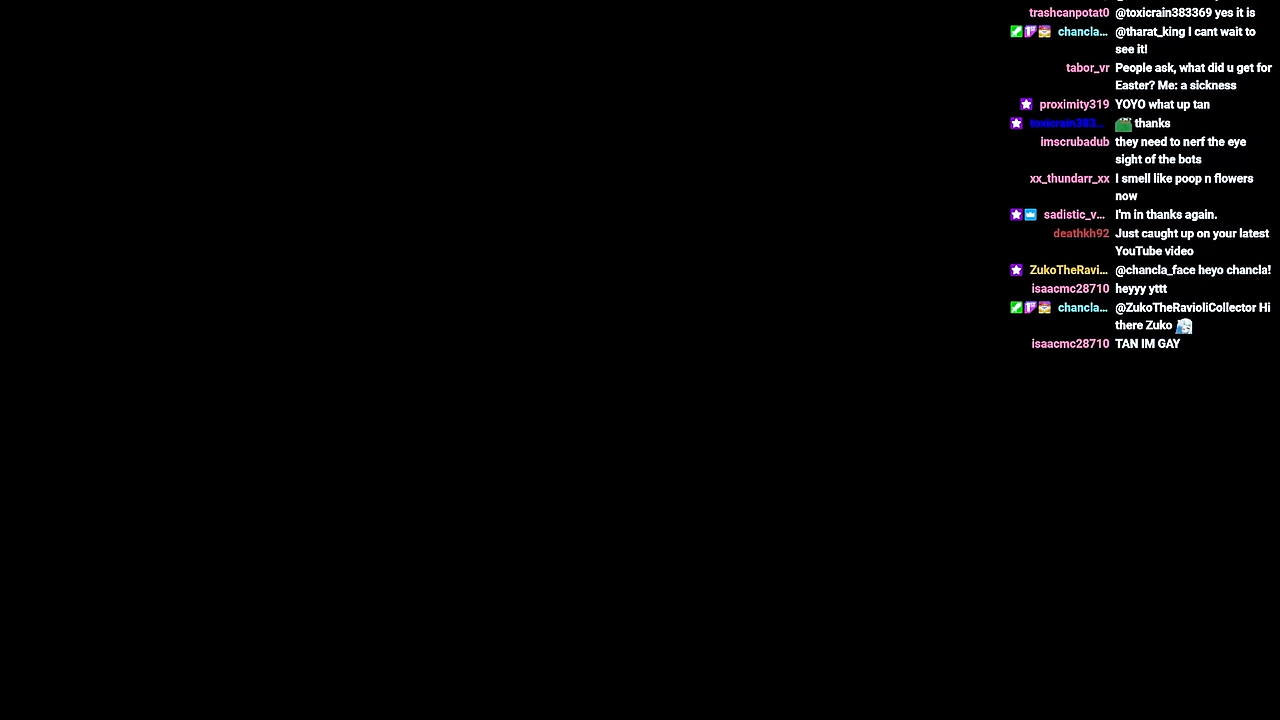 trashcanpotat0 @toxicrain383369 yes it is
chancla... @tharat_king I cant wait to
see it!
tabor_vr People ask, what did u get for
Easter? Me: a sickness
proximity319 YOYO what up tan
toxicrain383... thanks
imscrubadub they need to nerf the eye
sight of the bots
xx_thundarr_xx I smell like poop n flowers
now
sadistic_v... I'm in thanks again.
deathkh92 Just caught up on your latest
YouTube video
ZukoTheRavi... @chancla_face heyo chancla!
isaacmc28710 heyyy yttt
chancla... @ZukoTheRavioliCollector Hi
there Zuko
isaacmc28710 TAN IM GAY